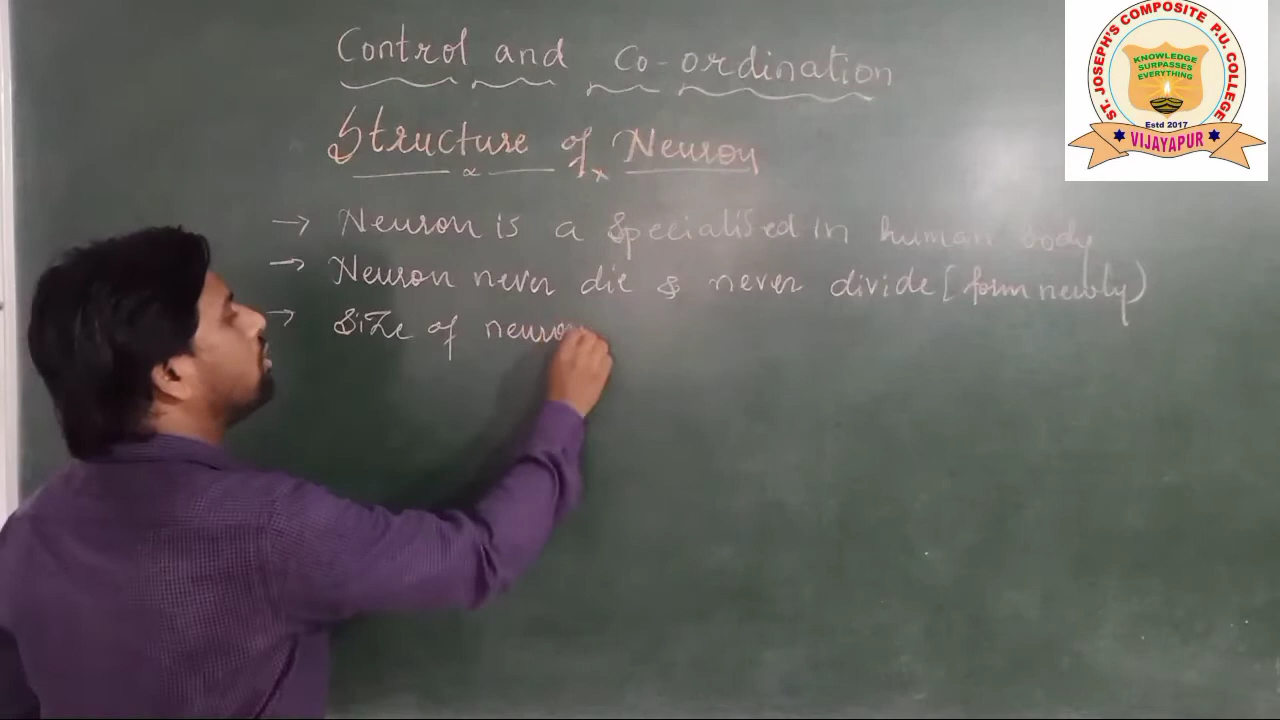 Control and Co-ordination
Structure of Neuron
→ Neuron is a specialised in human body
→ Neuron never die & never divide [form newly)
→ Size of neuron
ST. JOSEPH'S COMPOSITE P.U. COLLEGE
KNOWLEDGE
SURPASSES
EVERYTHING
Estd 2017
VIJAYAPUR